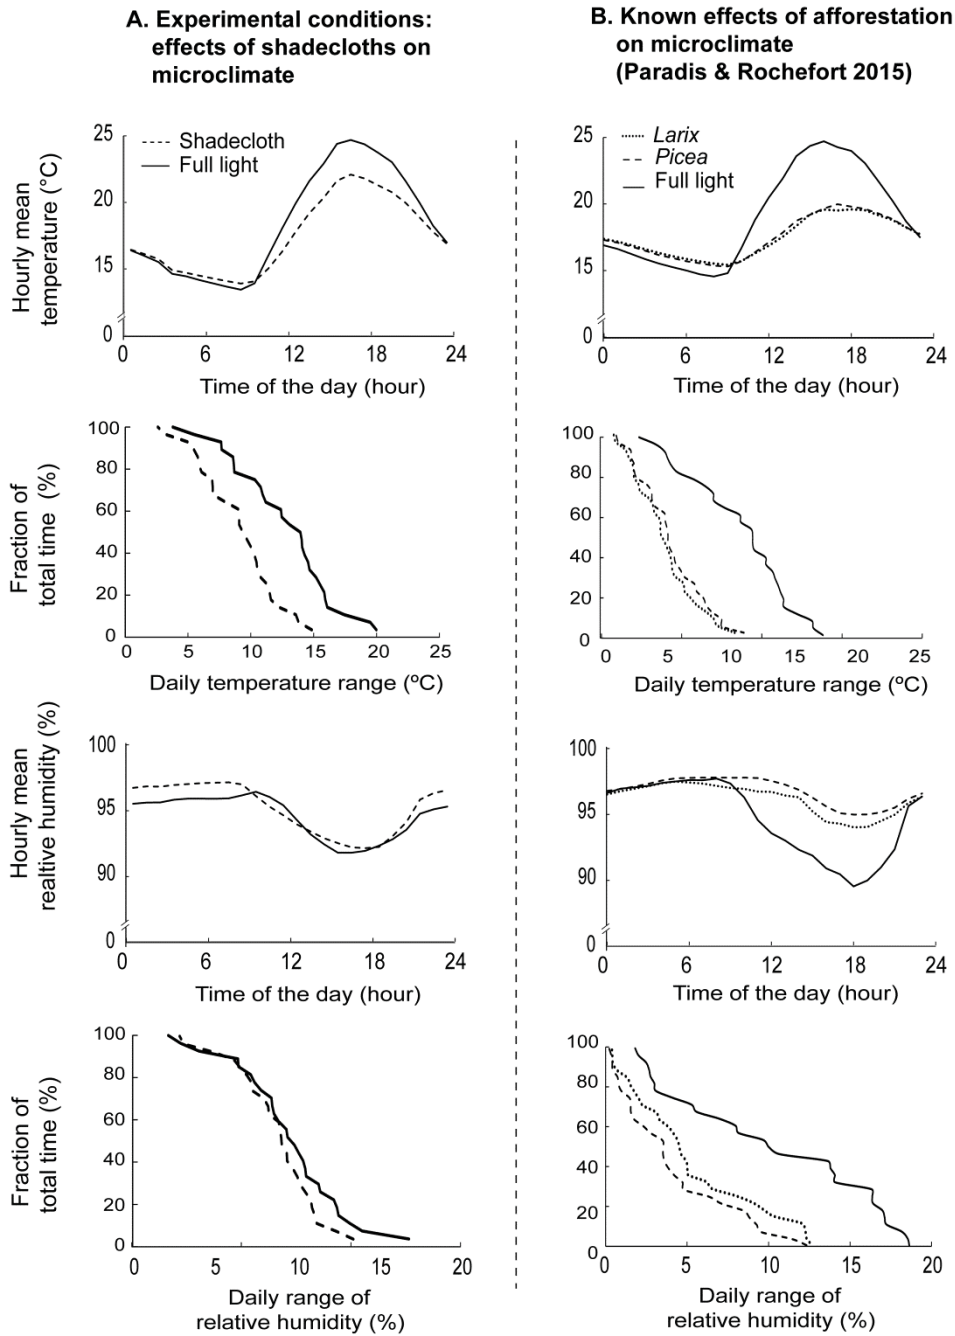 A. Experimental conditions:
effects of shadecloths on
microclimate
B. Known effects of afforestation
on microclimate
(Paradis & Rochefort 2015)
Hourly mean
temperature (°C)
25
20
15
0
Shadecloth
Full light
0 6 12 18 24
Time of the day (hour)
25
20
15
0
Larix
Picea
Full light
0 6 12 18 24
Time of the day (hour)
Fraction of
total time (%)
100
80
60
40
20
0
0 5 10 15 20 25
Daily temperature range (ºC)
100
80
60
40
20
0
0 5 10 15 20 25
Daily temperature range (ºC)
Hourly mean
realtive humidity (%)
100
95
90
0
0 6 12 18 24
Time of the day (hour)
100
95
90
0
0 6 12 18 24
Time of the day (hour)
Fraction of
total time (%)
100
80
60
40
20
0
0 5 10 15 20
Daily range of
relative humidity (%)
100
80
60
40
20
0
0 5 10 15 20
Daily range of
relative humidity (%)